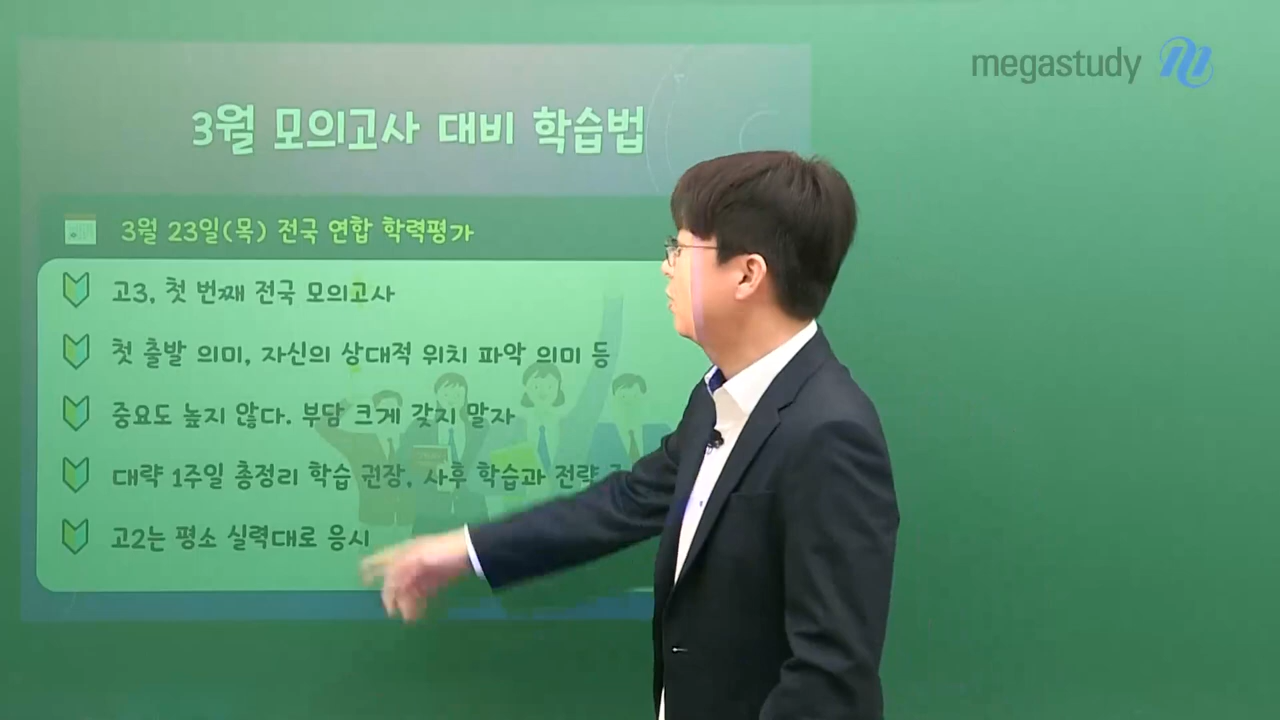 megastudy
3월 모의고사 대비 학습법
3월 23일(목) 전국 연합 학력평가
고3, 첫 번째 전국 모의고사
첫 출발 의미, 자신의 상대적 위치 파악 의미 등
중요도 높지 않다. 부담 크게 갖지 말자
대략 1주일 총정리 학습 권장, 사후 학습과 전략
고2는 평소 실력대로 응시